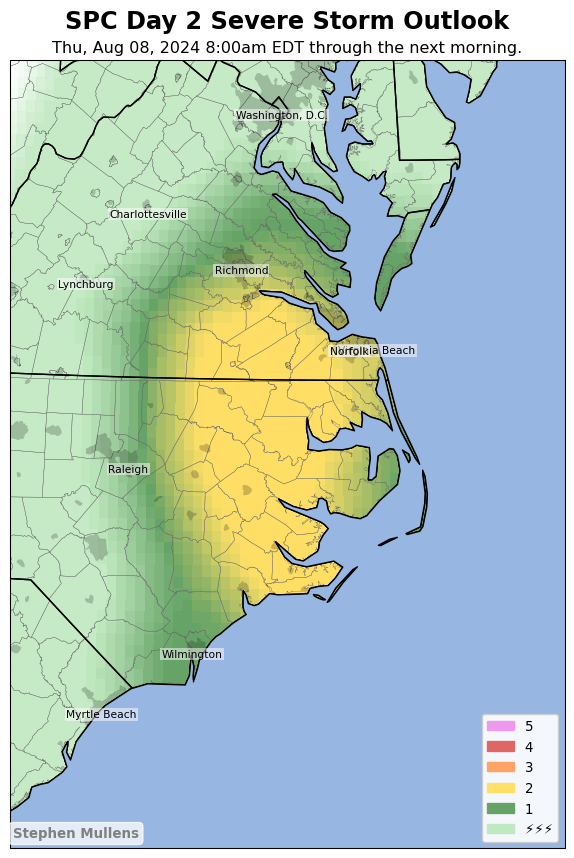 SPC Day 2 Severe Storm Outlook
Thu, Aug 08, 2024 8:00am EDT through the next morning.
Washington, D.C.
Charlottesville
Richmond
Lynchburg
Norfolk
Beach
Raleigh
Wilmington
Myrtle Beach
5
4
3
2
1
⚡⚡⚡
Stephen Mullens